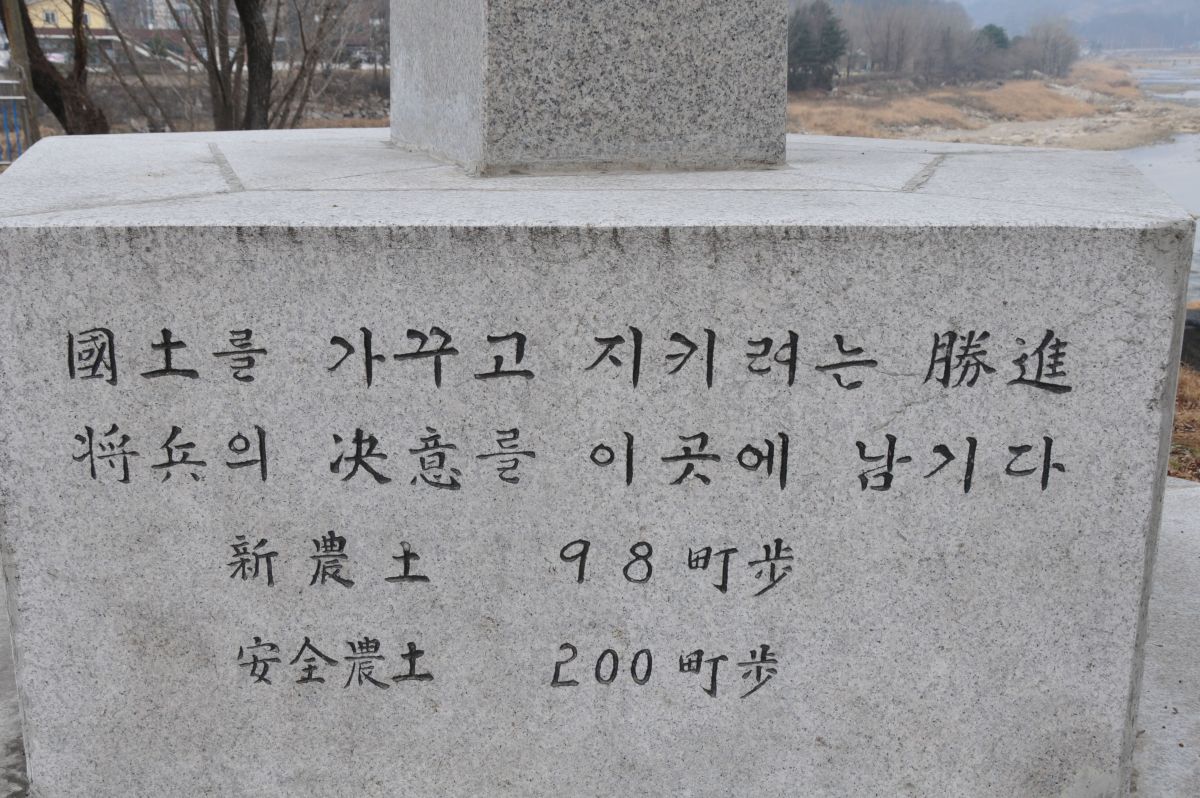 國土를 가꾸고 지키려는 勝進
将兵의 决意를 이곳에 남기다
新農土 98町步
安全農土 200町步